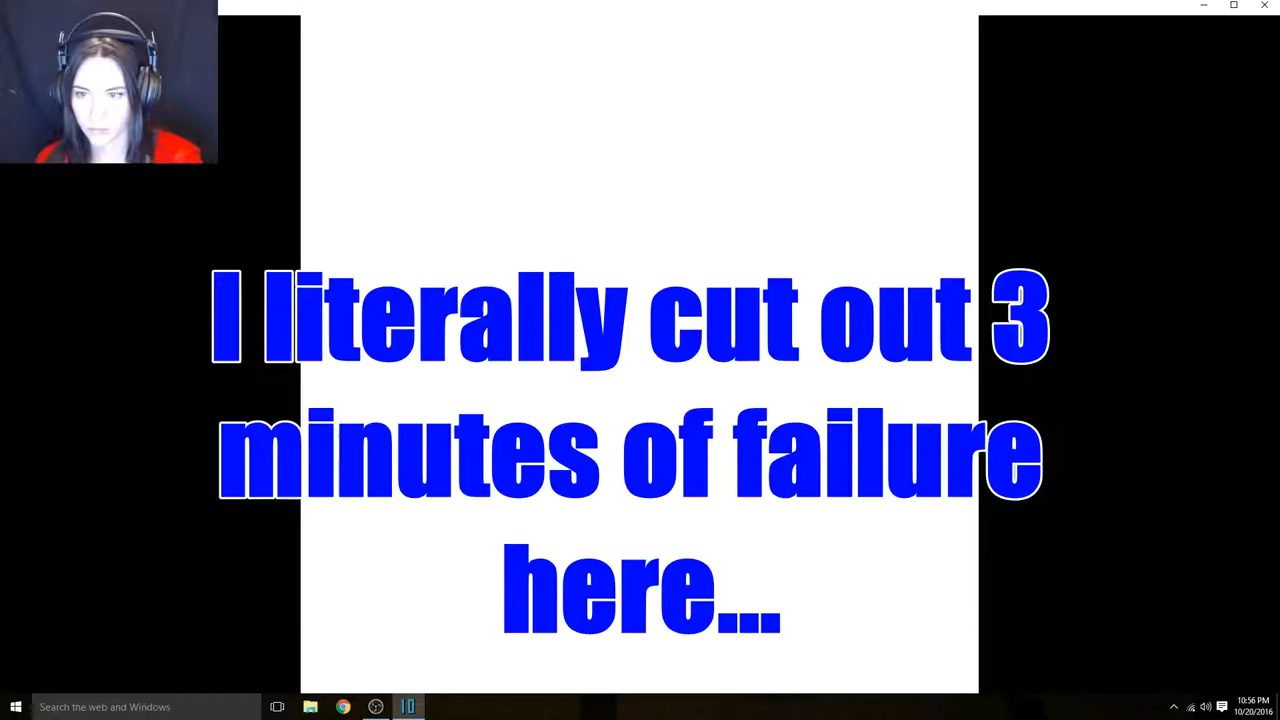 I literally cut out 3
minutes of failure
here...
Search the web and Windows
10
10:56 PM
10/20/2016